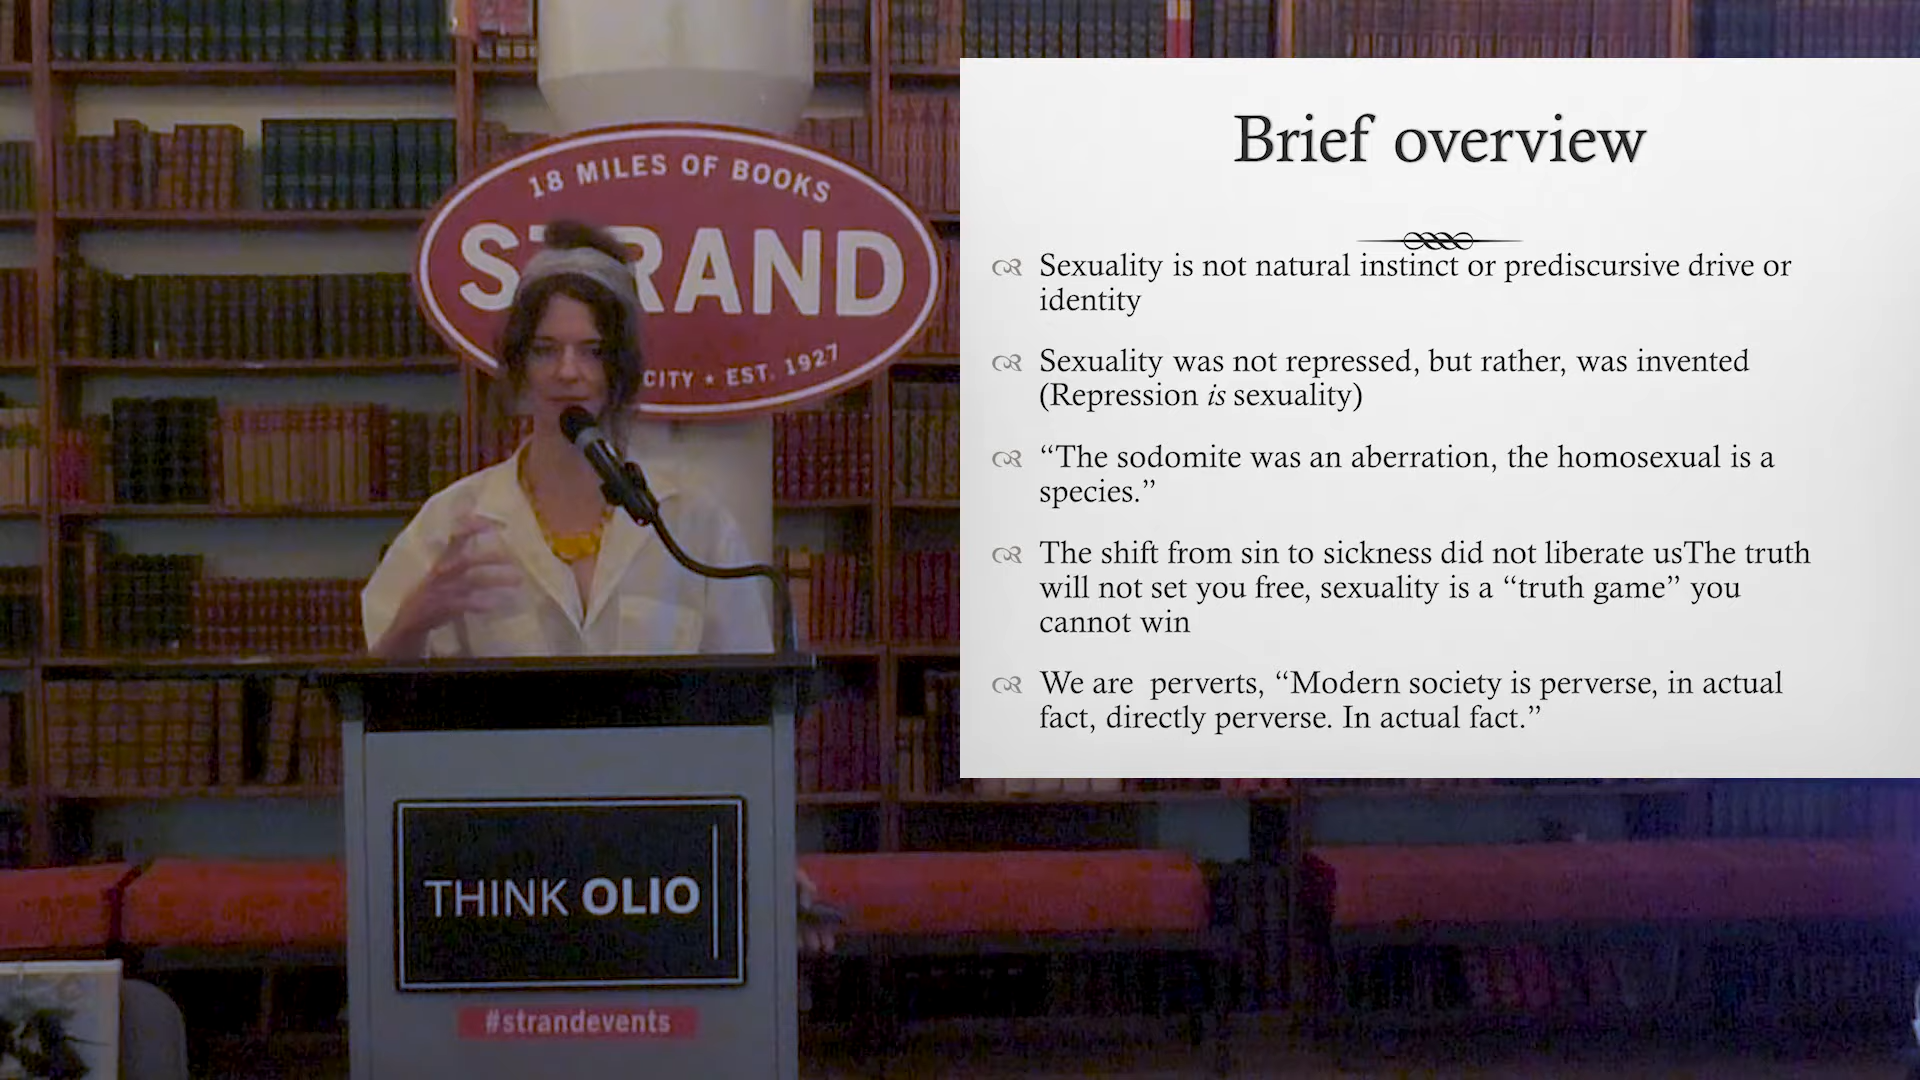 18 MILES OF BOOKS
STRAND
CITY ★ EST. 1927
THINK OLIO
#strandevents
Brief overview
Sexuality is not natural instinct or prediscursive drive or
identity
Sexuality was not repressed, but rather, was invented
(Repression is sexuality)
“The sodomite was an aberration, the homosexual is a
species.”
The shift from sin to sickness did not liberate usThe truth
will not set you free, sexuality is a “truth game” you
cannot win
We are  perverts, “Modern society is perverse, in actual
fact, directly perverse. In actual fact.”